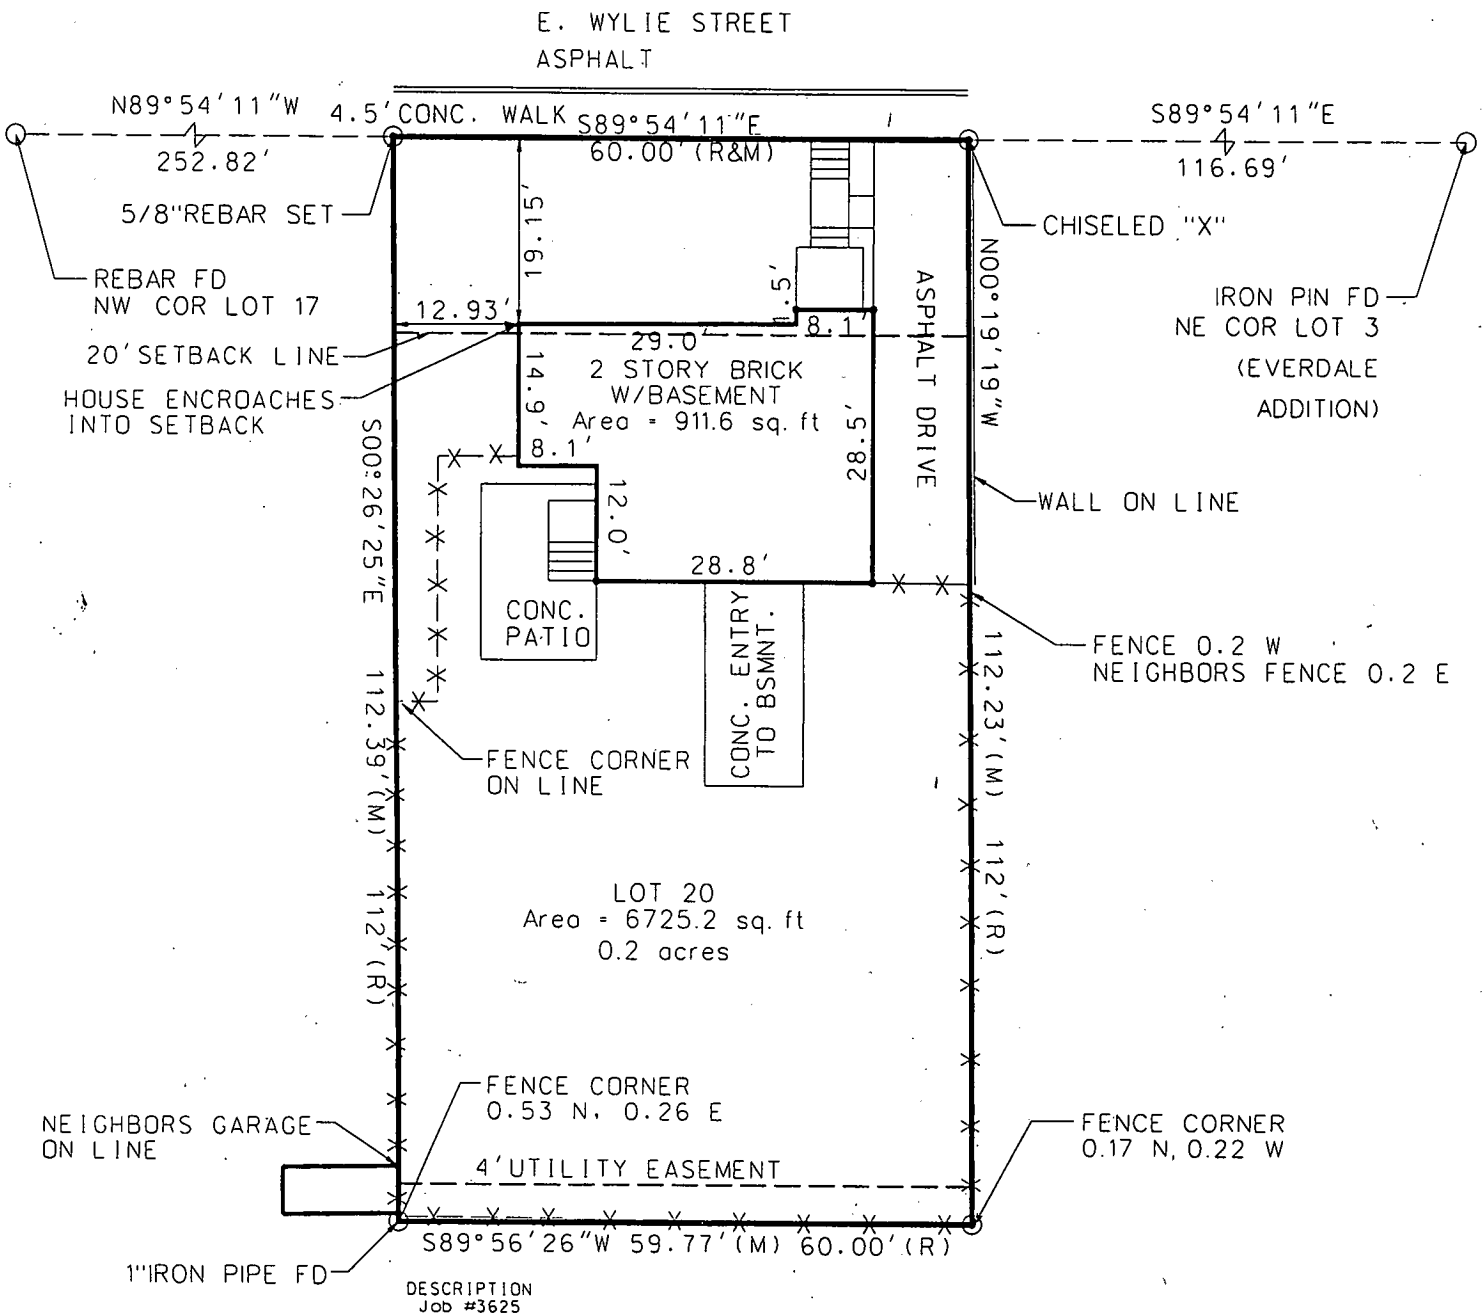 E. WYLIE STREET
ASPHALT
N89°54'11"W
4.5' CONC. WALK
S89°54'11"E
S89°54'11"E
252.82'
60.00' (R&M)
116.69'
5/8" REBAR SET
CHISELED "X"
19.15'
REBAR FD
NW COR LOT 17
12.93'
1.5'
8.1'
ASPHALT DRIVE
N00°19'19"W
IRON PIN FD
NE COR LOT 3
(EVERDALE
ADDITION)
20' SETBACK LINE
29.0'
HOUSE ENCROACHES
INTO SETBACK
14.9'
2 STORY BRICK
W/BASEMENT
Area = 911.6 sq. ft
28.5'
8.1'
S00°26'25"E
12.0'
WALL ON LINE
28.8'
CONC.
PATIO
CONC. ENTRY
TO BSMNT.
FENCE 0.2 W
NEIGHBORS FENCE 0.2 E
112.39' (M) 112' (R)
112.23' (M) 112' (R)
FENCE CORNER
ON LINE
LOT 20
Area = 6725.2 sq. ft
0.2 acres
FENCE CORNER
0.53 N, 0.26 E
NEIGHBORS GARAGE
ON LINE
FENCE CORNER
0.17 N, 0.22 W
4' UTILITY EASEMENT
S89°56'26"W 59.77' (M) 60.00' (R)
1" IRON PIPE FD
DESCRIPTION
Job #3625